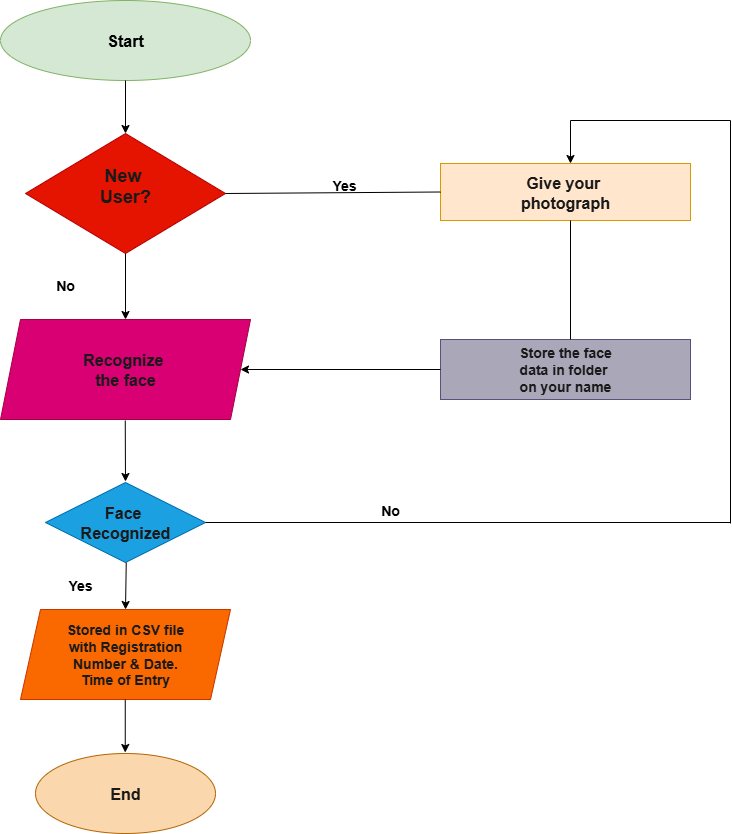 Start
New
User?
Yes
Give your
photograph
No
Recognize
the face
Store the face
data in folder
on your name
Face
Recognized
No
Yes
Stored in CSV file
with Registration
Number & Date.
Time of Entry
End